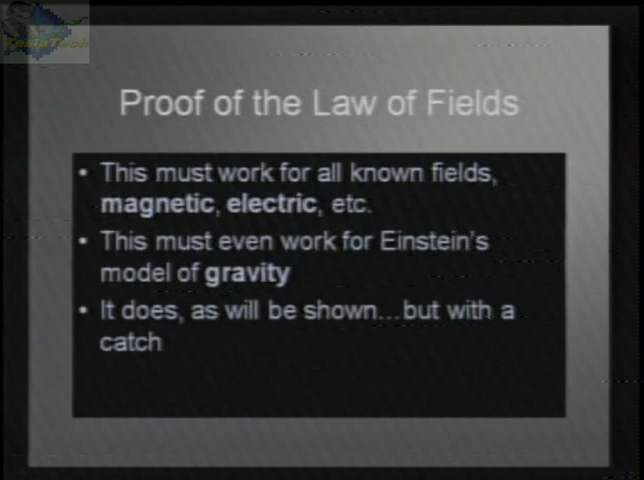 TeslaTech
Proof of the Law of Fields
• This must work for all known fields,
magnetic, electric, etc.
• This must even work for Einstein's
model of gravity
• It does, as will be shown...but with a
catch